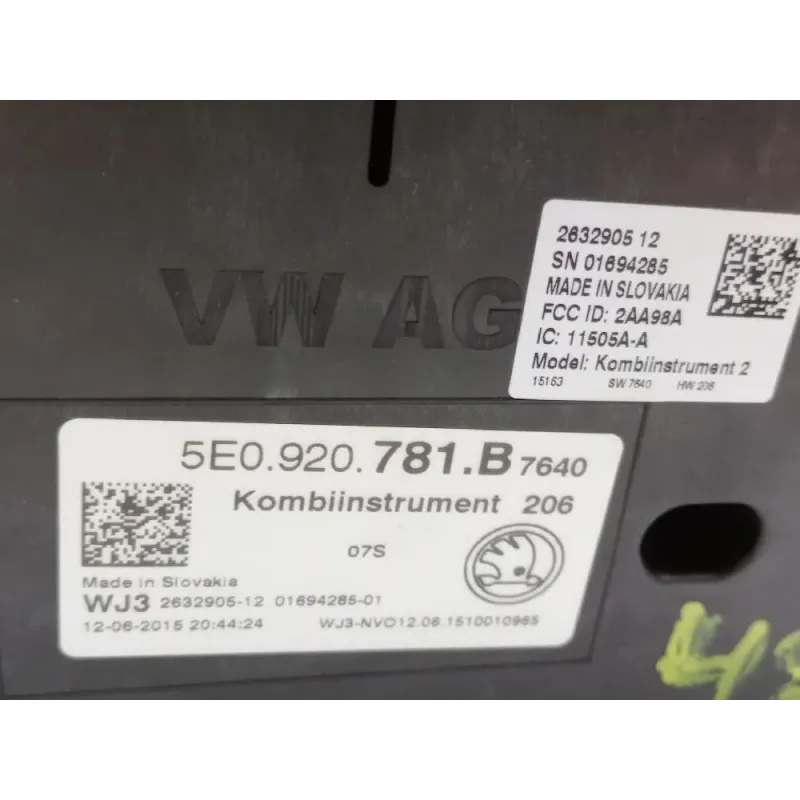 VW AG
2632905 12
SN 01694285
MADE IN SLOVAKIA
FCC ID: 2AA98A
IC: 11505A-A
Model: Kombiinstrument 2
15163 SW 7640 HW 206
5E0.920.781.B 7640
Kombiinstrument 206
07S
Made in Slovakia
WJ3 2632905-12 01694285-01
12-06-2015 20:44:24 WJ3-NVO12.06.1510010965